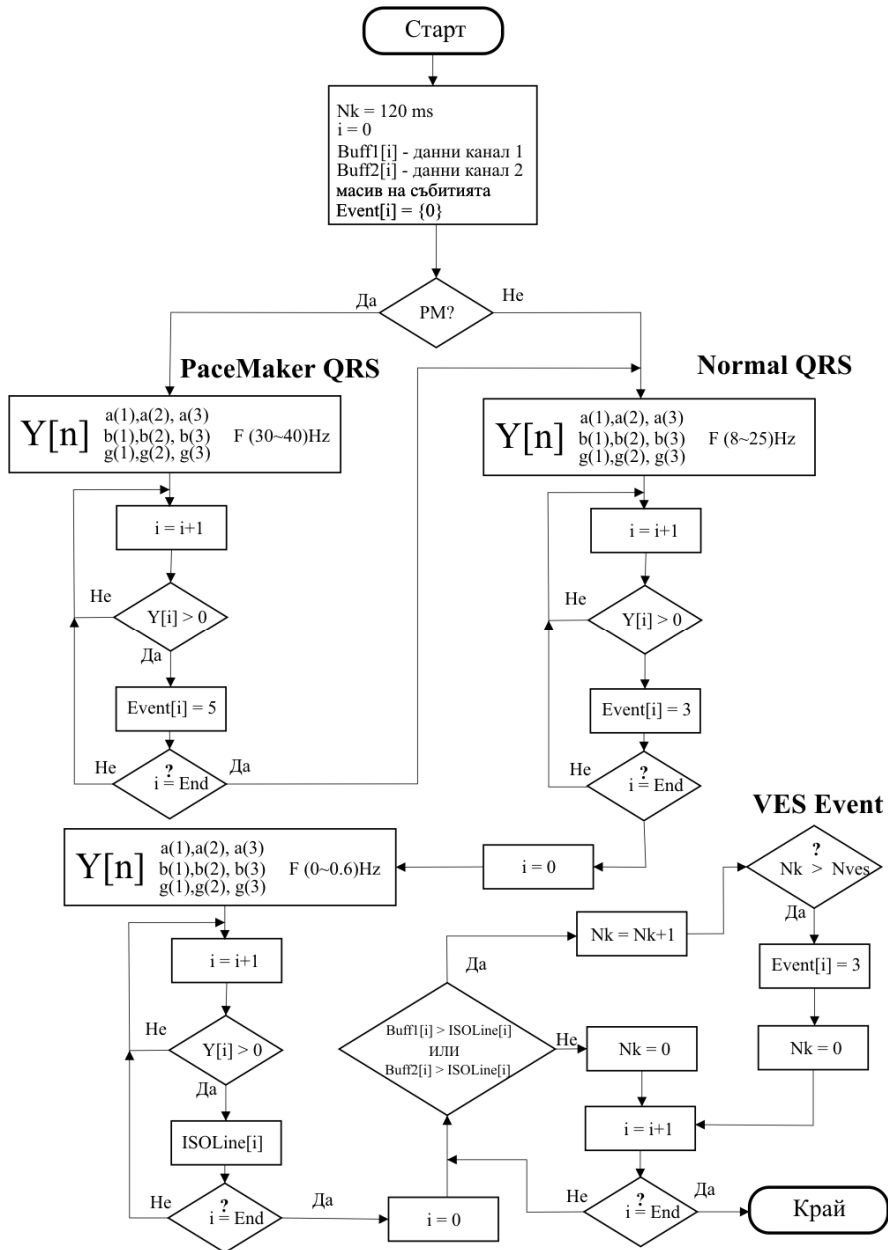 Старт
Nk = 120 ms
i = 0
Buff1[i] - данни канал 1
Buff2[i] - данни канал 2
масив на събитията
Event[i] = {0}
Да
PM?
Не
PaceMaker QRS
Normal QRS
Y[n]
a(1),a(2), a(3)
b(1),b(2), b(3)
g(1),g(2), g(3)
F (30~40)Hz
Y[n]
a(1),a(2), a(3)
b(1),b(2), b(3)
g(1),g(2), g(3)
F (8~25)Hz
i = i+1
i = i+1
Не
Y[i] > 0
Да
Не
Y[i] > 0
Event[i] = 5
Event[i] = 3
Не
?
i = End
Да
Не
?
i = End
VES Event
Y[n]
a(1),a(2), a(3)
b(1),b(2), b(3)
g(1),g(2), g(3)
F (0~0.6)Hz
i = 0
?
Nk > Nves
Да
i = i+1
Да
Nk = Nk+1
Event[i] = 3
Не
Y[i] > 0
Да
Buff1[i] > ISOLine[i]
ИЛИ
Buff2[i] > ISOLine[i]
Не
Nk = 0
Nk = 0
ISOLine[i]
i = i+1
Не
?
i = End
Да
i = 0
Не
?
i = End
Да
Край